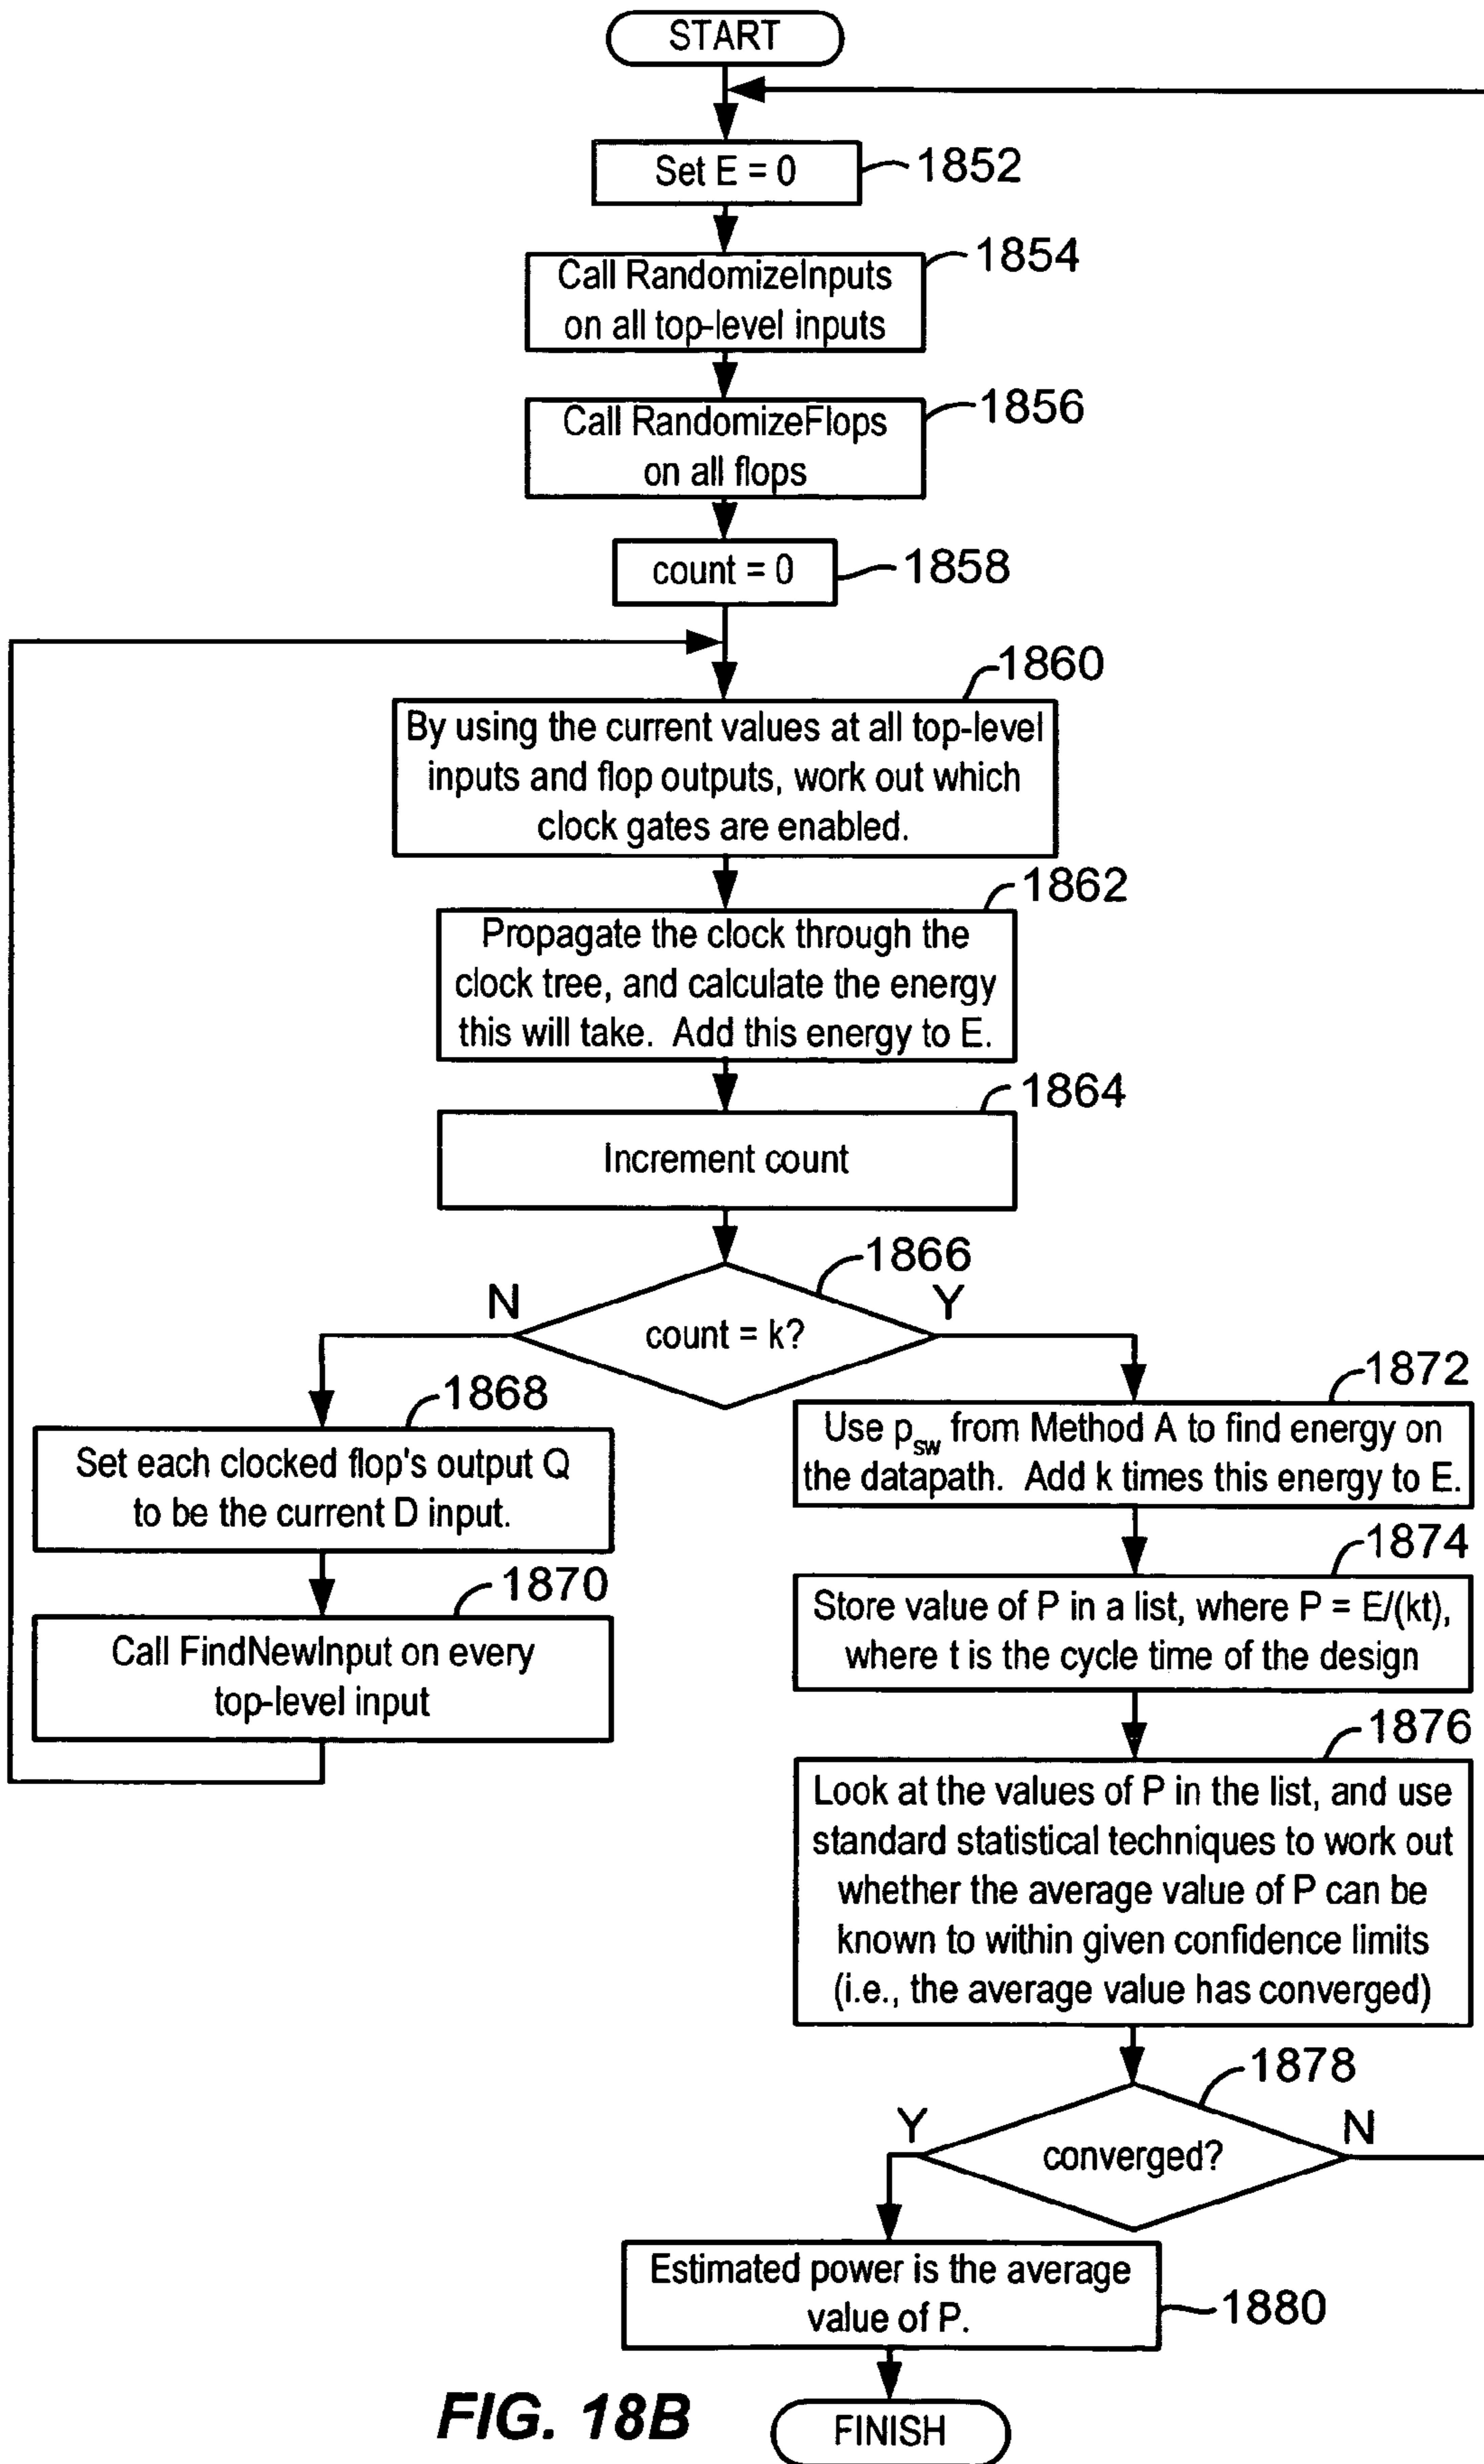 START
Set E = 0
1852
Call RandomizeInputs
on all top-level inputs
1854
Call RandomizeFlops
on all flops
1856
count = 0
1858
1860
By using the current values at all top-level
inputs and flop outputs, work out which
clock gates are enabled.
1862
Propagate the clock through the
clock tree, and calculate the energy
this will take. Add this energy to E.
1864
Increment count
1866
N
Y
count = k?
1868
Set each clocked flop's output Q
to be the current D input.
1870
Call FindNewInput on every
top-level input
1872
Use psw from Method A to find energy on
the datapath. Add k times this energy to E.
1874
Store value of P in a list, where P = E/(kt),
where t is the cycle time of the design
1876
Look at the values of P in the list, and use
standard statistical techniques to work out
whether the average value of P can be
known to within given confidence limits
(i.e., the average value has converged)
1878
Y
N
converged?
Estimated power is the average
value of P.
1880
FINISH
FIG. 18B